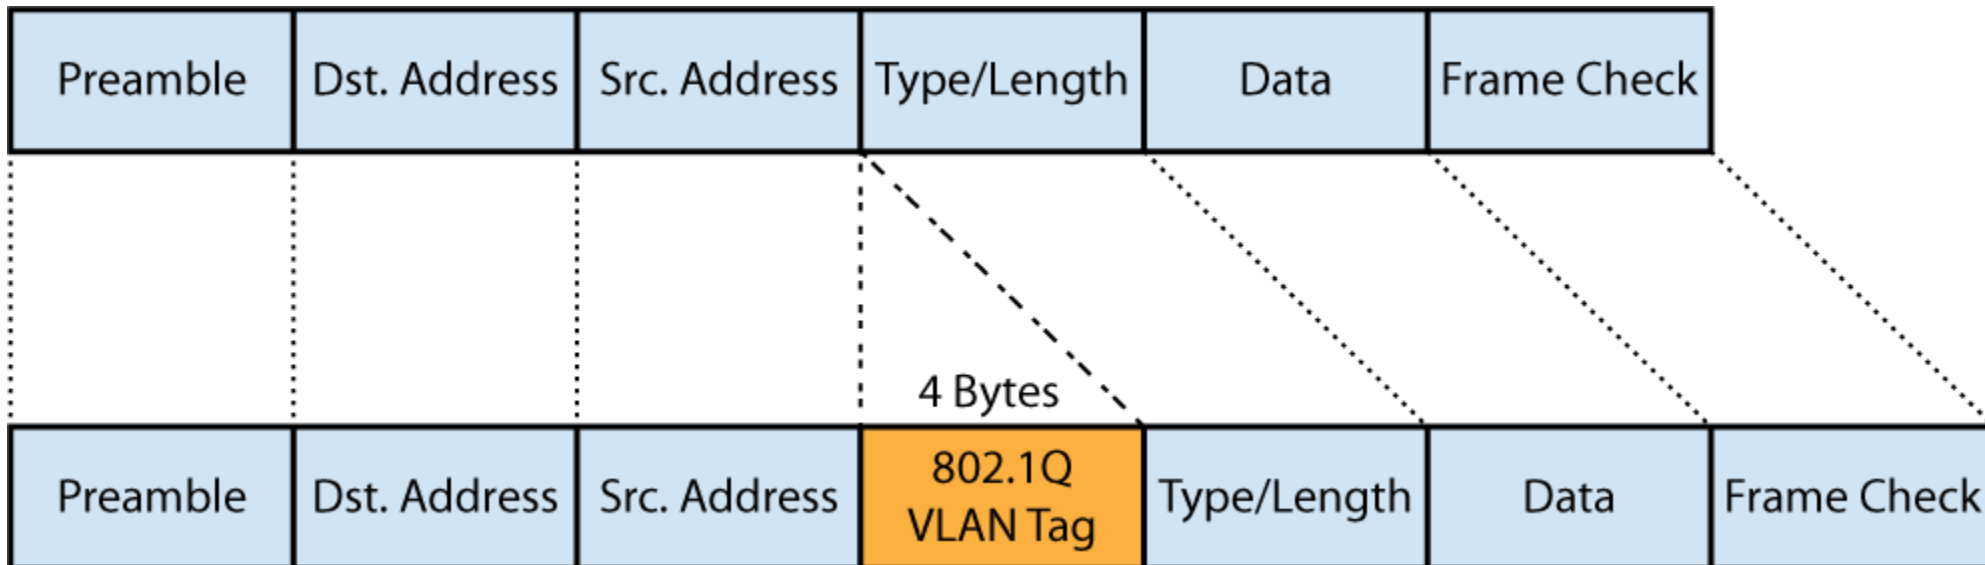 Preamble
Dst. Address
Src. Address
Type/Length
Data
Frame Check
4 Bytes
Preamble
Dst. Address
Src. Address
802.1Q
VLAN Tag
Type/Length
Data
Frame Check